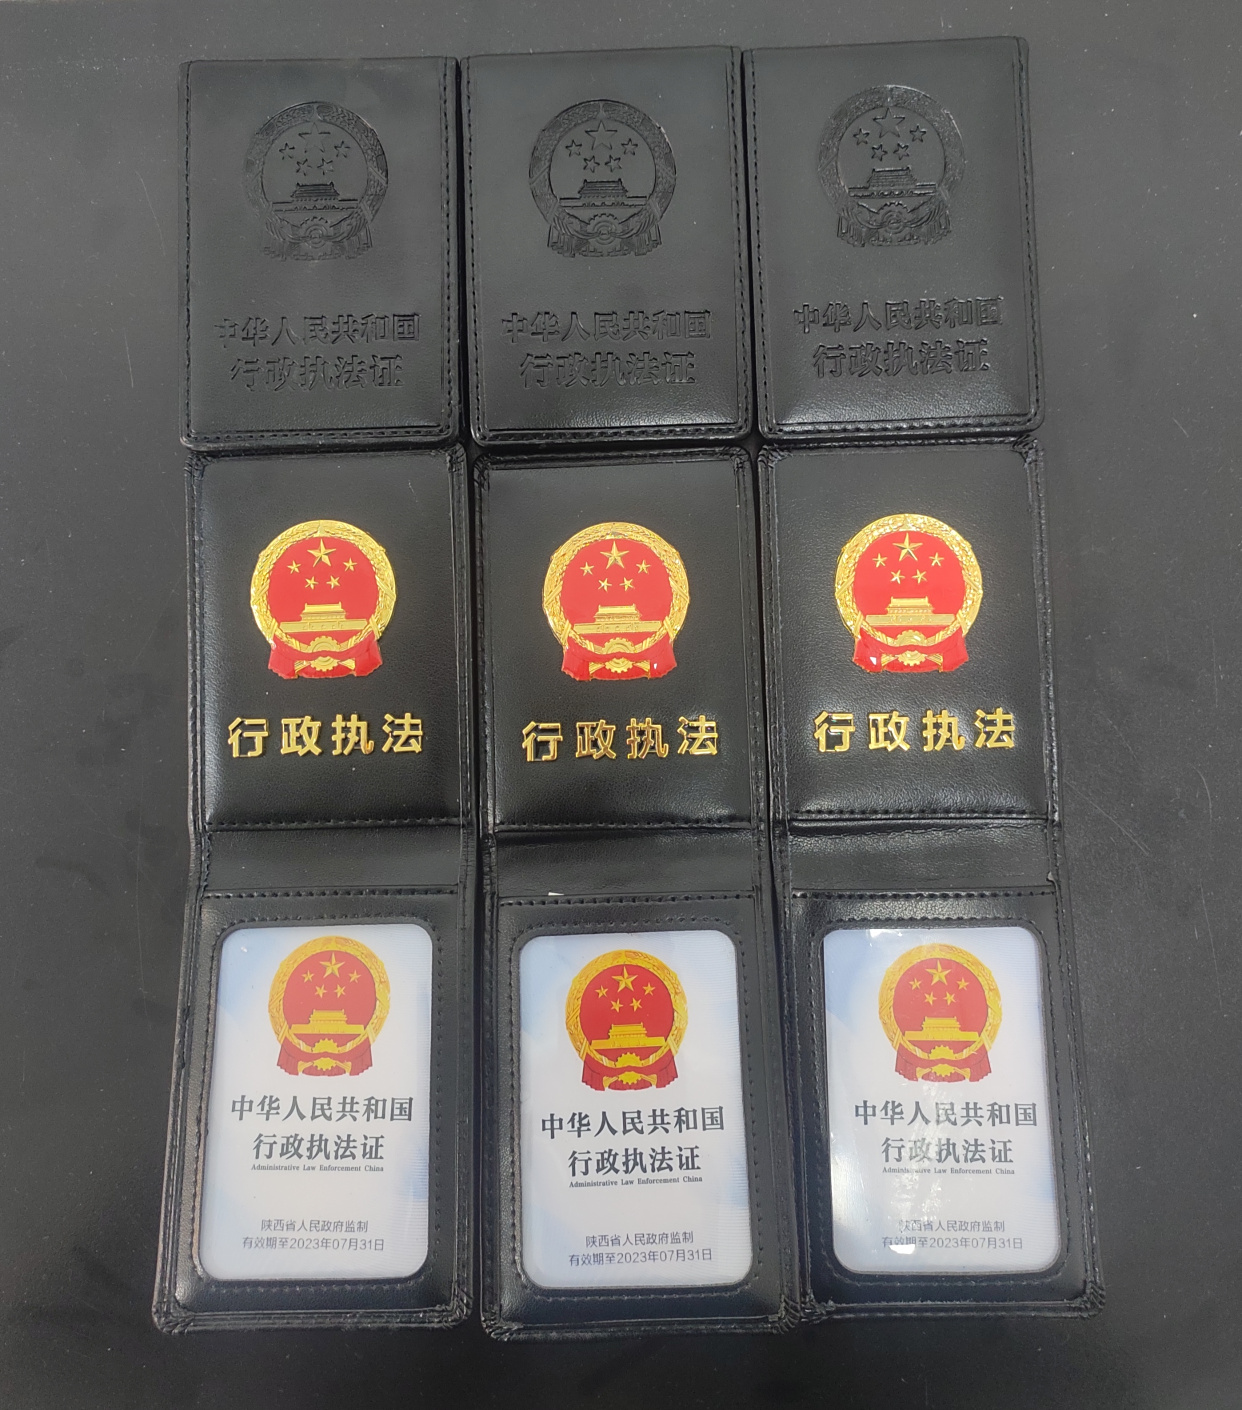 中华人民共和国
行政执法证
中华人民共和国
行政执法证
中华人民共和国
行政执法证
行政执法
行政执法
行政执法
中华人民共和国
行政执法证
Administrative Law Enforcement China
陕西省人民政府监制
有效期至2023年07月31日
中华人民共和国
行政执法证
Administrative Law Enforcement China
陕西省人民政府监制
有效期至2023年07月31日
中华人民共和国
行政执法证
Administrative Law Enforcement China
陕西省人民政府监制
有效期至2023年07月31日